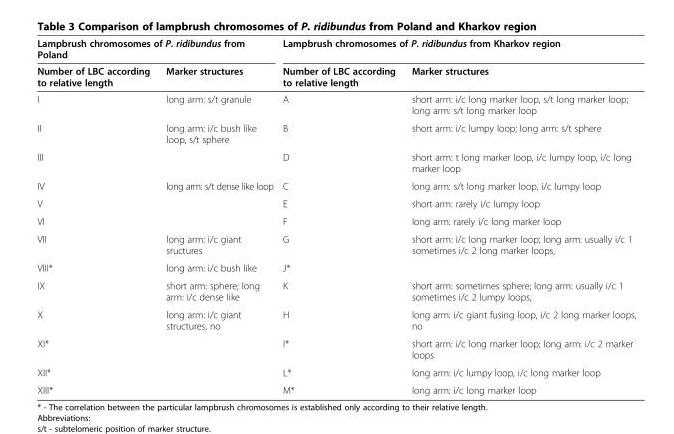 Table 3 Comparison of lampbrush chromosomes of P. ridibundus from Poland and Kharkov region
Lampbrush chromosomes of P. ridibundus from Poland
Lampbrush chromosomes of P. ridibundus from Kharkov region
Number of LBC according to relative length
Marker structures
Number of LBC according to relative length
Marker structures
I long arm: s/t granule A short arm: i/c long marker loop, s/t long marker loop;
long arm: s/t long marker loop
II long arm: i/c bush like B short arm: i/c lumpy loop; long arm: s/t sphere
loop, s/t sphere
III D short arm: t long marker loop, i/c lumpy loop, i/c long
marker loop
IV long arm: s/t dense like loop C long arm: s/t long marker loop, i/c lumpy loop
V E short arm: rarely i/c lumpy loop
VI F long arm: rarely i/c long marker loop
VII long arm: i/c giant G short arm: i/c long marker loop; long arm: usually i/c 1
sructures sometimes i/c 2 long marker loops,
VIII* long arm: i/c bush like J*
IX short arm: sphere; long K short arm: sometimes sphere; long arm: usually i/c 1
arm: i/c dense like sometimes i/c 2 lumpy loops,
X long arm: i/c giant H long arm: i/c giant fusing loop, i/c 2 long marker loops,
structures, no no
XI* I* short arm: i/c long marker loop; long arm: i/c 2 marker
loops
XII* L* long arm: i/c lumpy loop, i/c long marker loop
XIII* M* long arm: i/c long marker loop
* - The correlation between the particular lampbrush chromosomes is established only according to their relative length.
Abbreviations:
s/t - subtelomeric position of marker structure.